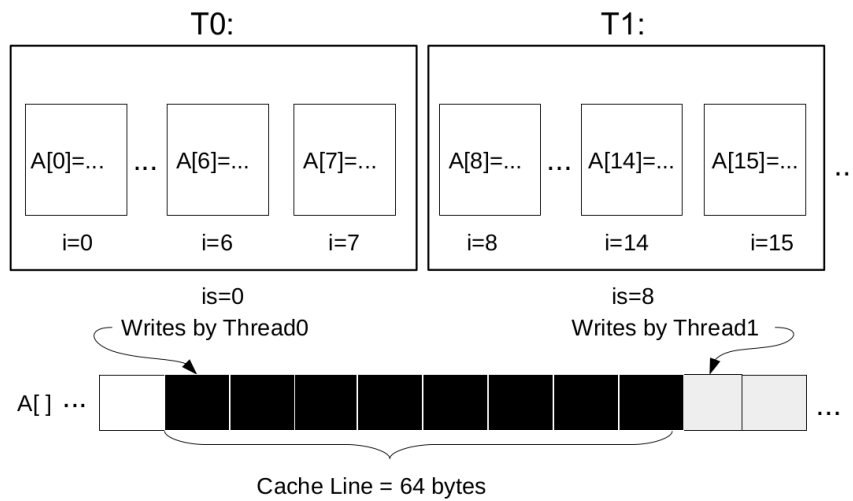 T0: T1:
A[0]=... ... A[6]=... A[7]=... A[8]=... ... A[14]=... A[15]=... ..
i=0 i=6 i=7 i=8 i=14 i=15
is=0 is=8
Writes by Thread0 Writes by Thread1
A[ ] ... ...
Cache Line = 64 bytes